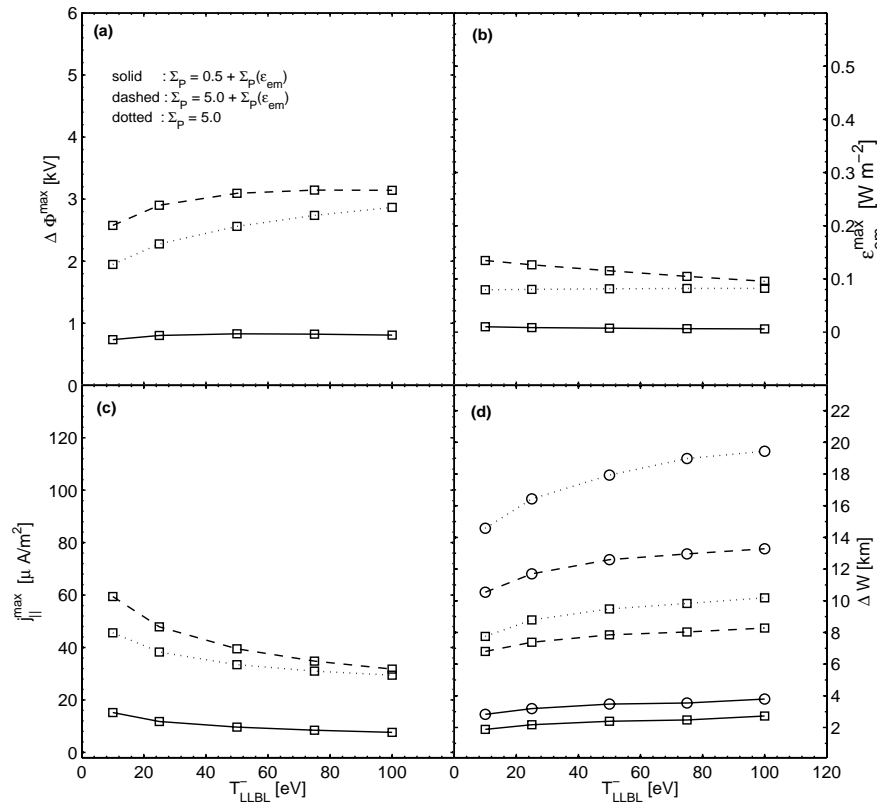 (a)
solid : Σ_P = 0.5 + Σ_P(ε_em)
dashed : Σ_P = 5.0 + Σ_P(ε_em)
dotted : Σ_P = 5.0
6
5
4
3
2
1
0
Δ Φ^max [kV]
(b)
0.5
0.4
0.3
0.2
0.1
0
ε_em^max [W m^−2]
(c)
120
100
80
60
40
20
0
j_||^max [μ A/m^2]
0 20 40 60 80 100
T_LLBL^− [eV]
(d)
22
20
18
16
14
12
10
8
6
4
2
Δ W [km]
0 20 40 60 80 100 120
T_LLBL^− [eV]